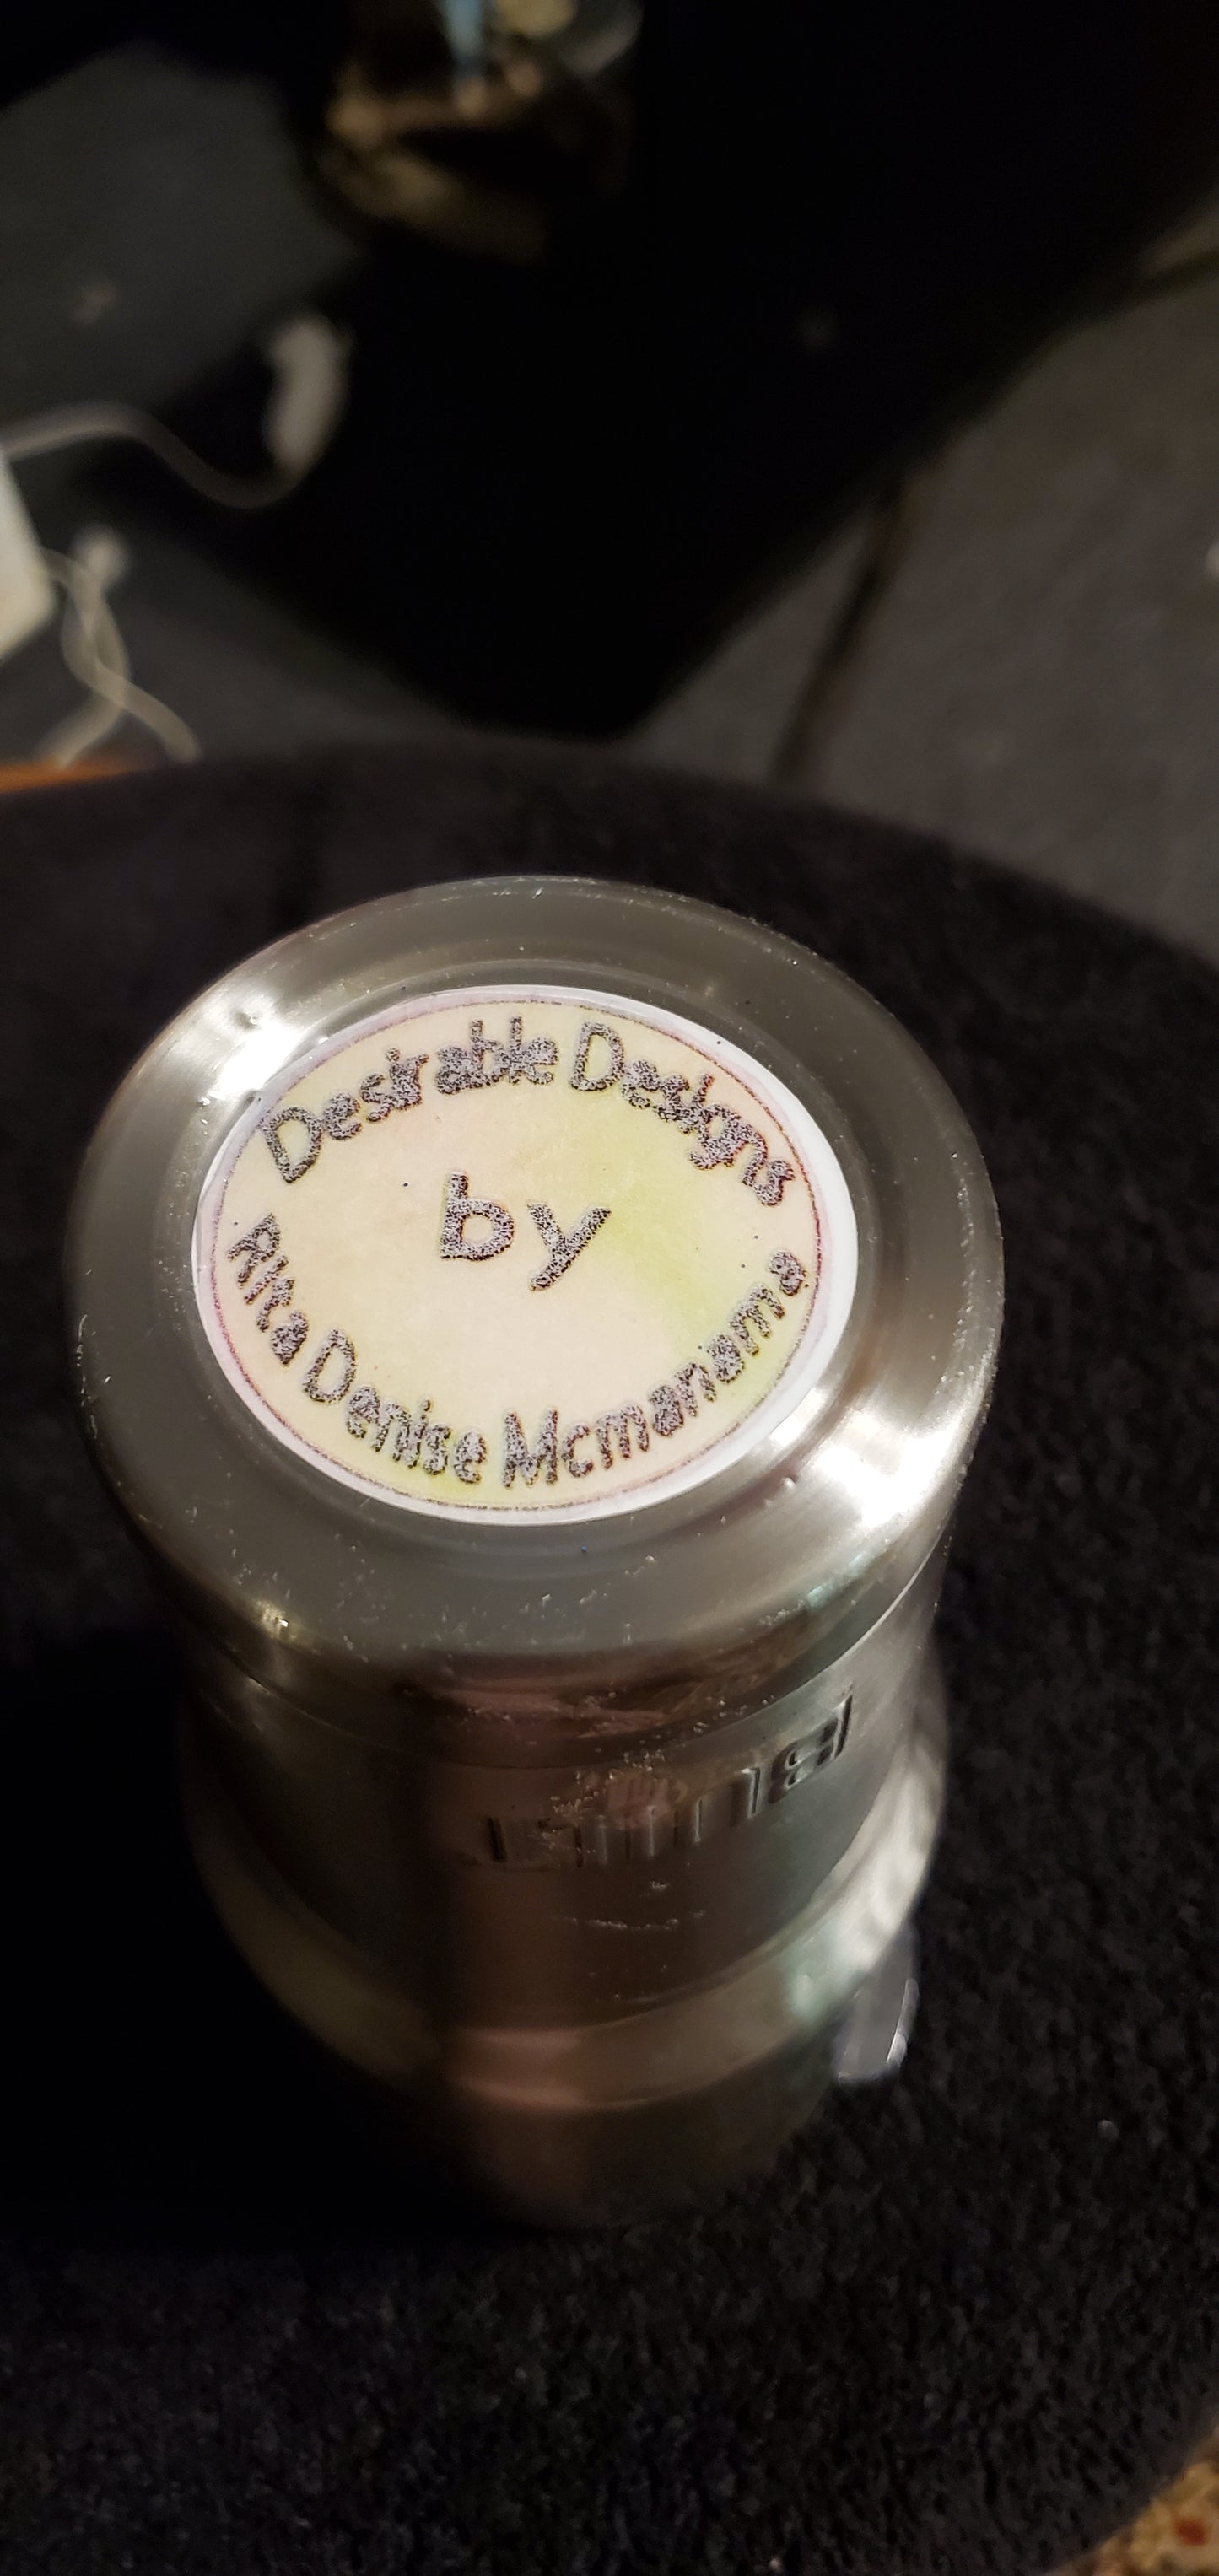 Desirable Designs
by
Rita Denise Mcmanama